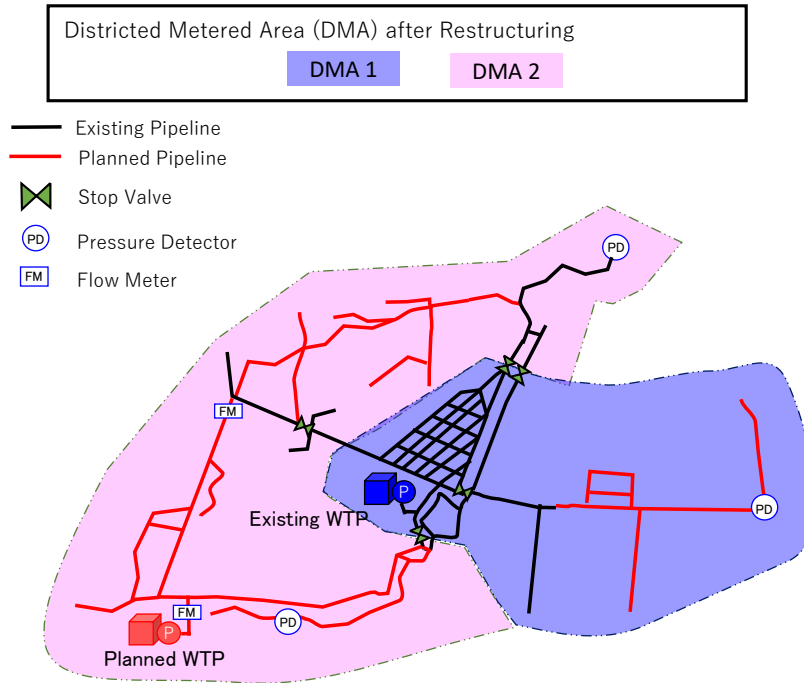 Districted Metered Area (DMA) after Restructuring
DMA 1
DMA 2
Existing Pipeline
Planned Pipeline
Stop Valve
PD
Pressure Detector
FM
Flow Meter
PD
FM
P
Existing WTP
PD
FM
PD
P
Planned WTP